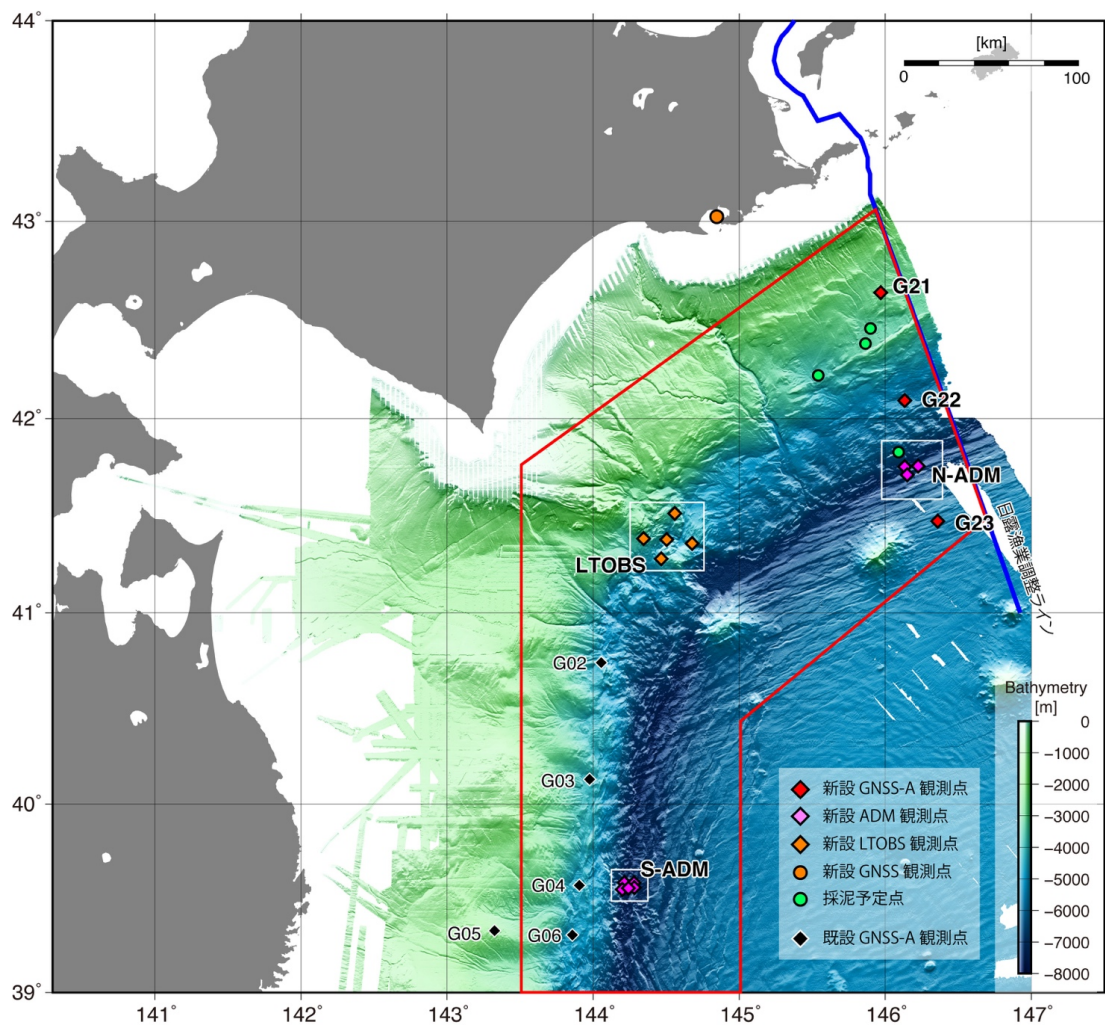 44˚
43˚
42˚
41˚
40˚
39˚
141˚
142˚
143˚
144˚
145˚
146˚
147˚
[km]
0
100
G21
G22
N-ADM
G23
日露漁業調整ライン
LTOBS
G02
G03
G04
G05
G06
S-ADM
Bathymetry
[m]
0
−1000
−2000
−3000
−4000
−5000
−6000
−7000
−8000
新設 GNSS-A 観測点
新設 ADM 観測点
新設 LTOBS 観測点
新設 GNSS 観測点
採泥予定点
既設 GNSS-A 観測点